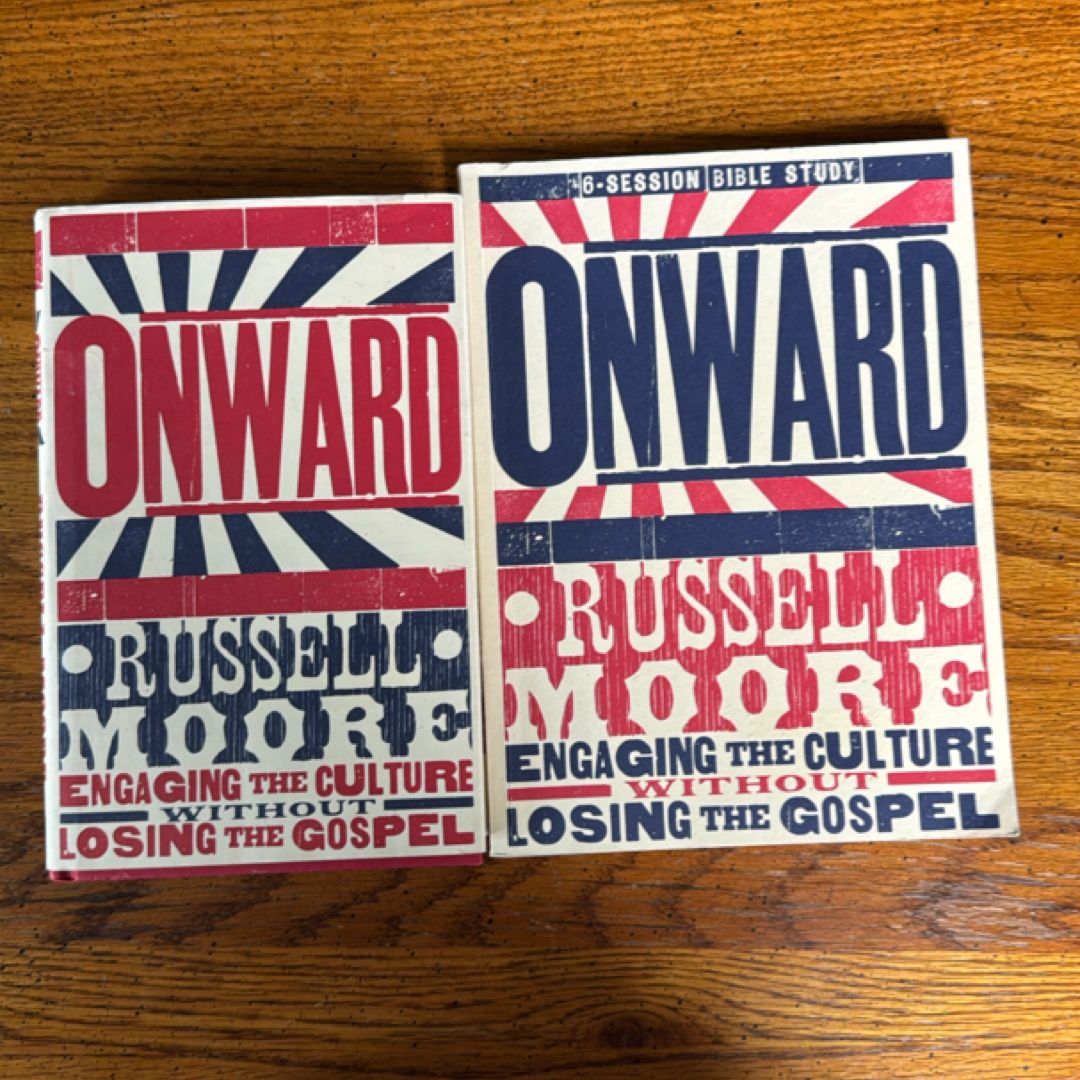 ONWARD
RUSSELL
MOORE
ENGAGING THE CULTURE
WITHOUT
LOSING THE GOSPEL
6-SESSION BIBLE STUDY
ONWARD
RUSSELL
MOORE
ENGAGING THE CULTURE
WITHOUT
LOSING THE GOSPEL